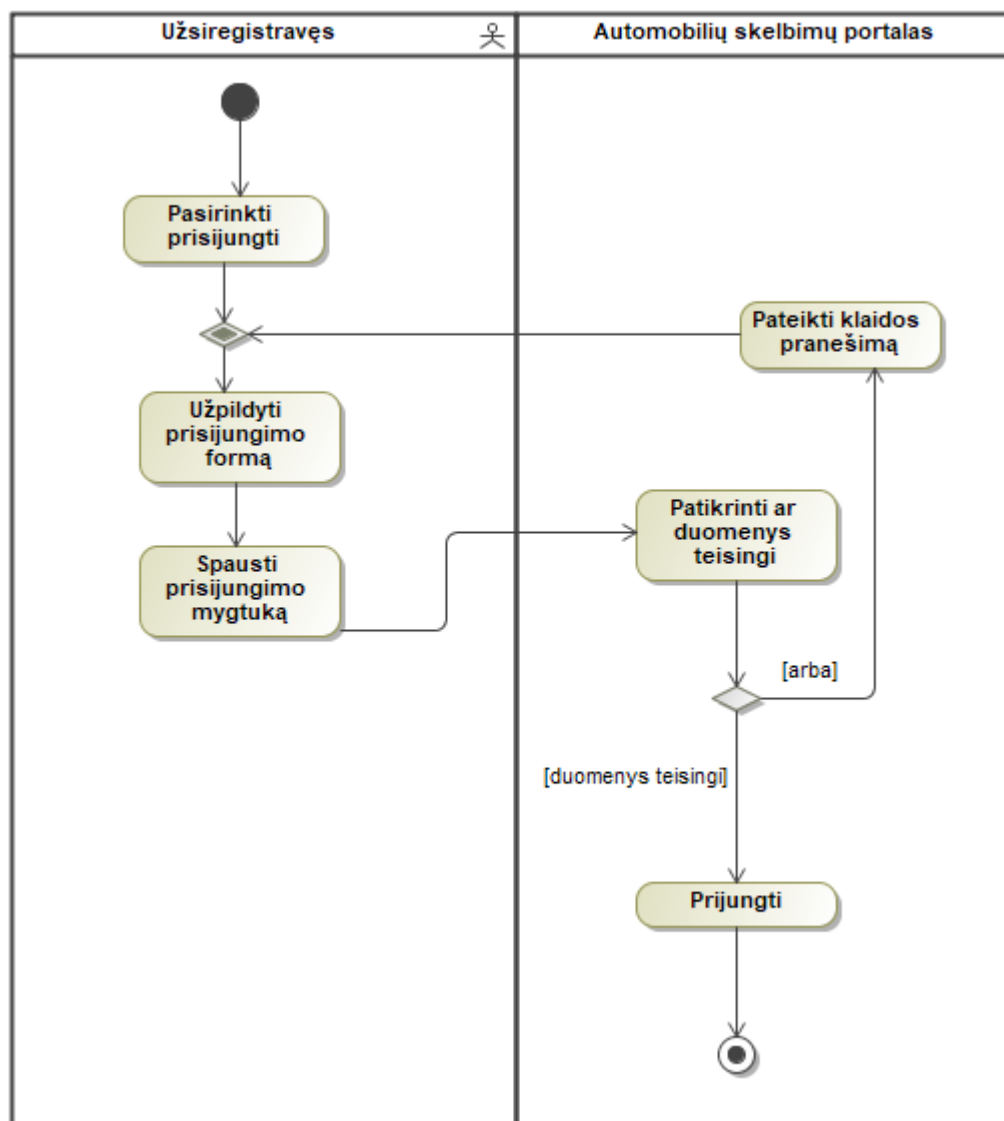 Užsiregistravęs
Automobilių skelbimų portalas
Pasirinkti
prisijungti
Pateikti klaidos
pranešimą
Užpildyti
prisijungimo
formą
Patikrinti ar
duomenys
teisingi
Spausti
prisijungimo
mygtuką
[arba]
[duomenys teisingi]
Prijungti